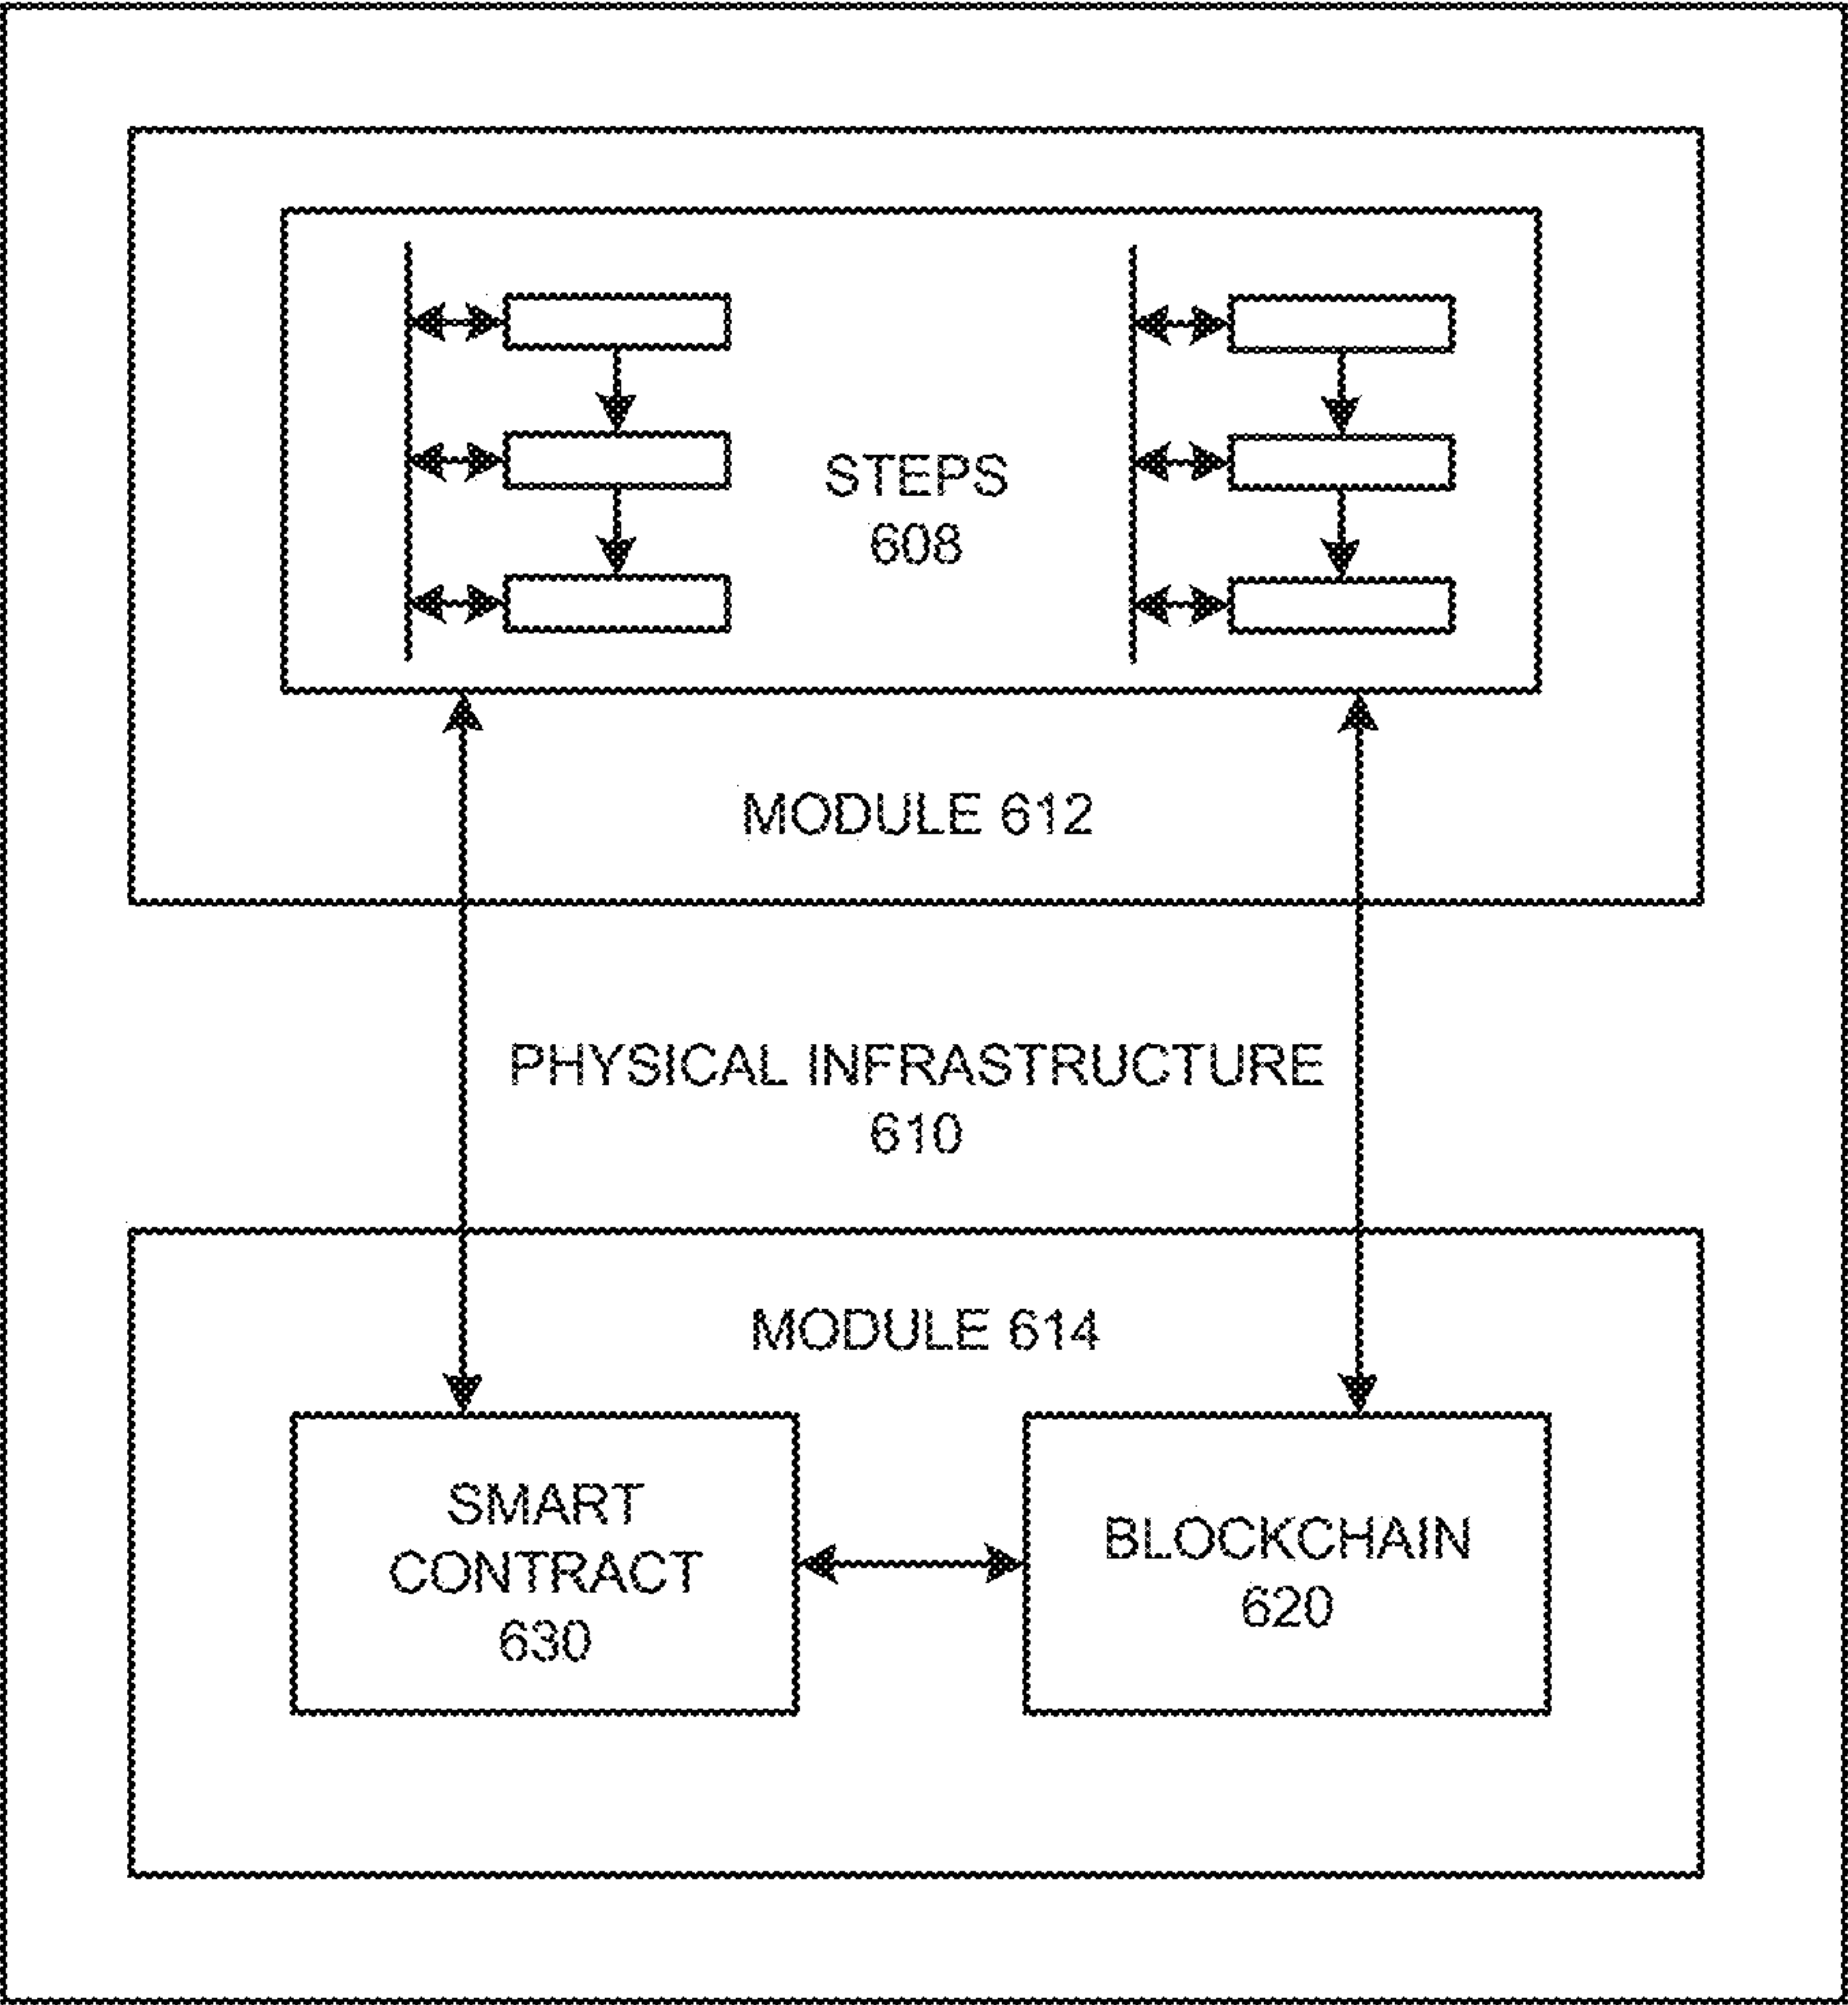 STEPS
608
MODULE 612
PHYSICAL INFRASTRUCTURE
610
MODULE 614
SMART
CONTRACT
630
BLOCKCHAIN
620